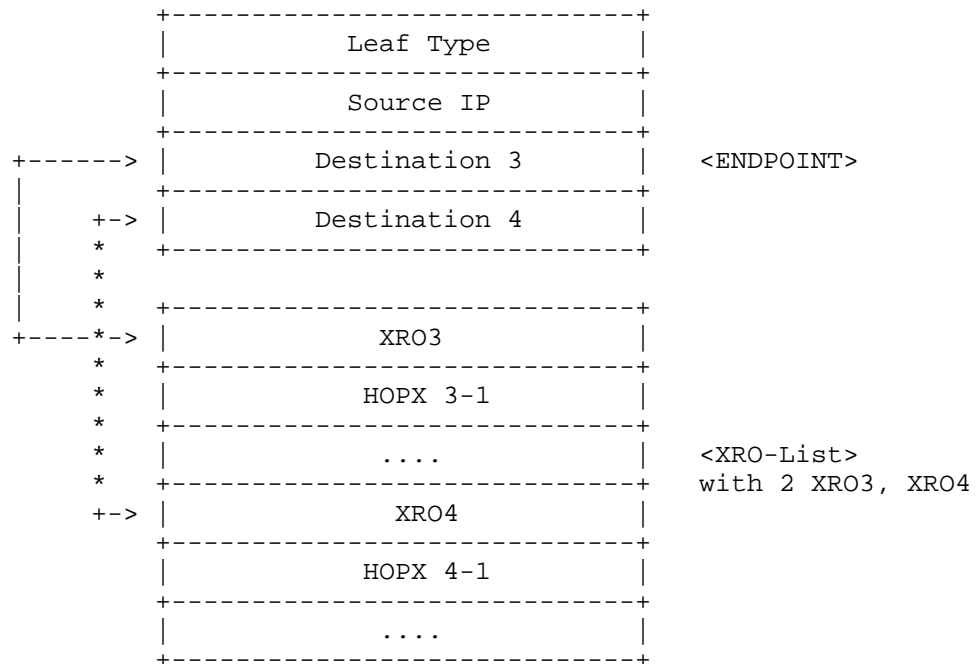 Leaf Type
Source IP
Destination 3 <ENDPOINT>
Destination 4
XRO3
HOPX 3-1
.... <XRO-List>
with 2 XRO3, XRO4
XRO4
HOPX 4-1
....